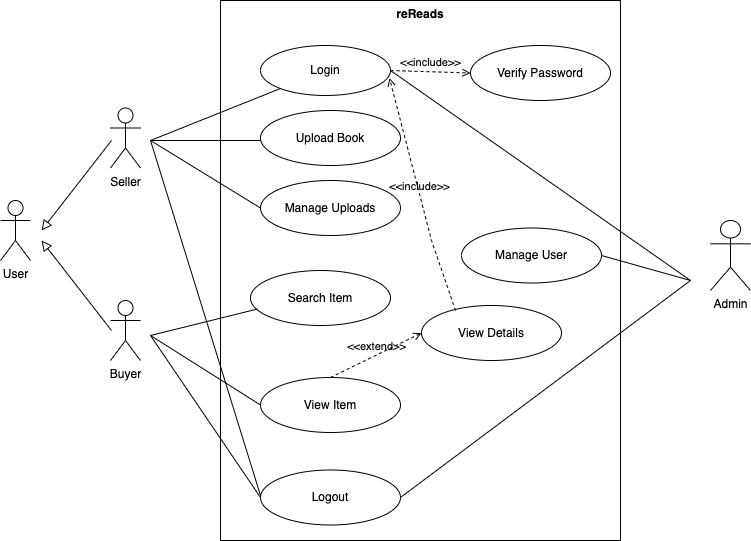 reReads
Login
<<include>>
Verify Password
Upload Book
Seller
<<include>>
Manage Uploads
User
Manage User
Admin
Search Item
View Details
<<extend>>
Buyer
View Item
Logout